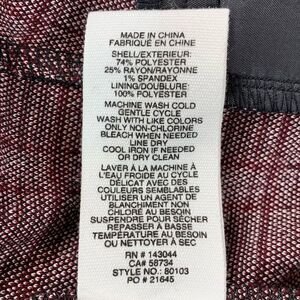 MADE IN CHINA
FABRIQUÉ EN CHINE
SHELL/EXTERIEUR:
74% POLYESTER
25% RAYON/RAYONNE
1% SPANDEX
LINING/DOUBLURE:
100% POLYESTER
MACHINE WASH COLD
GENTLE CYCLE
WASH WITH LIKE COLORS
ONLY NON-CHLORINE
BLEACH WHEN NEEDED
LINE DRY
COOL IRON IF NEEDED
OR DRY CLEAN
LAVER À LA MACHINE À
L'EAU FROIDE AU CYCLE
DÉLICAT AVEC DES
COULEURS SEMBLABLES
UTILISER UN AGENT DE
BLANCHIMENT NON
CHLORÉ AU BESOIN
SUSPENDRE POUR SÉCHER
REPASSER À BASSE
TEMPÉRATURE AU BESOIN
OU NETTOYER À SEC
RN # 143044
CA# 58734
STYLE NO.: 80103
PO # 21645